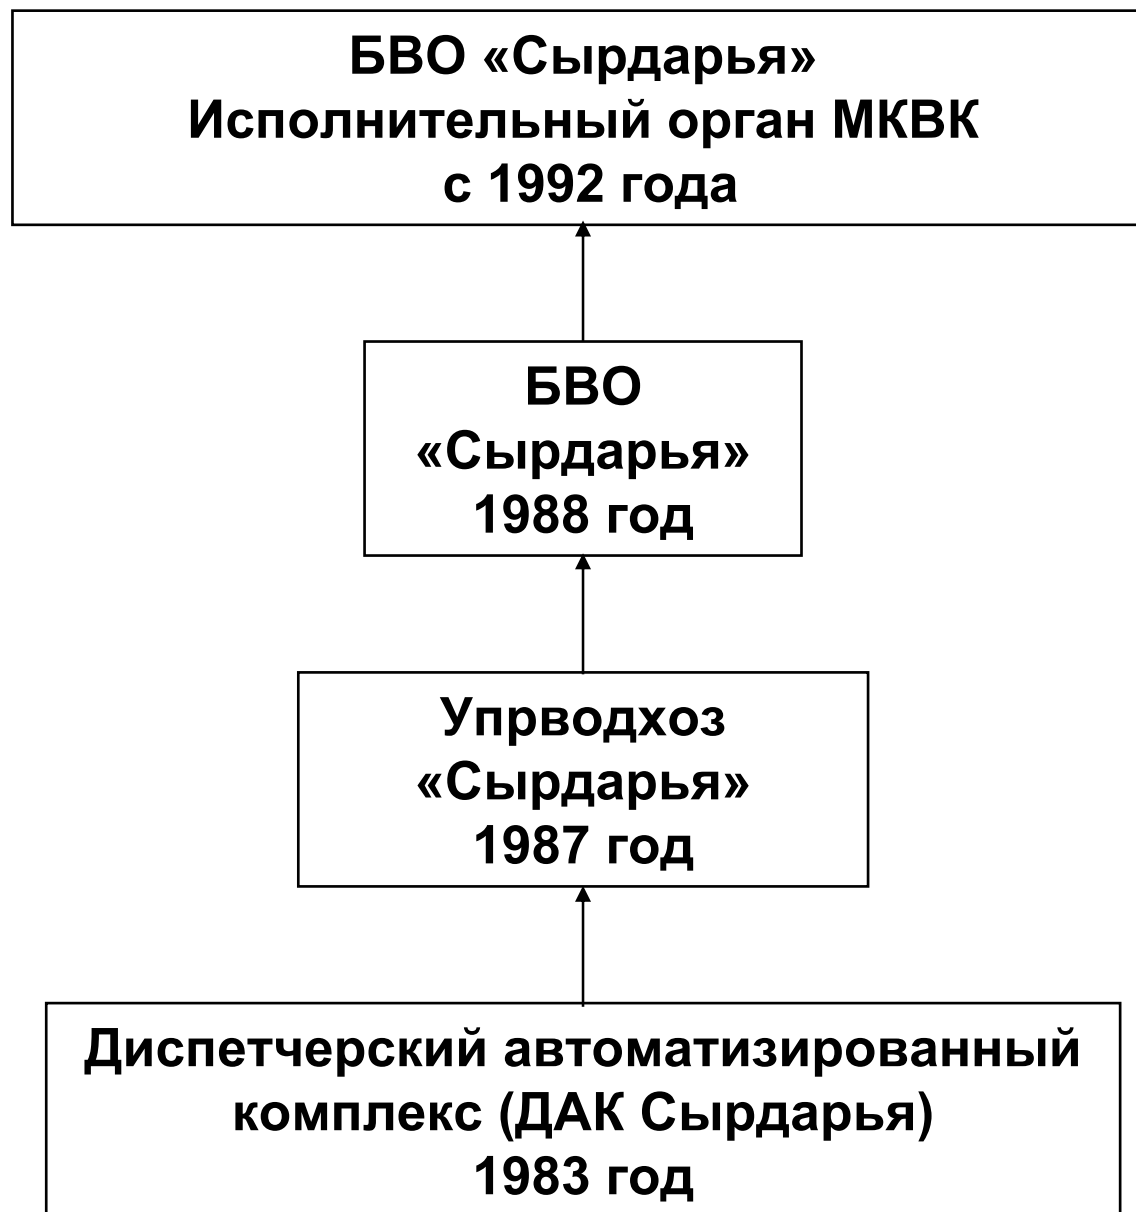 БВО «Сырдарья»
Исполнительный орган МКВК
с 1992 года
БВО
«Сырдарья»
1988 год
Упрводхоз
«Сырдарья»
1987 год
Диспетчерский автоматизированный
комплекс (ДАК Сырдарья)
1983 год